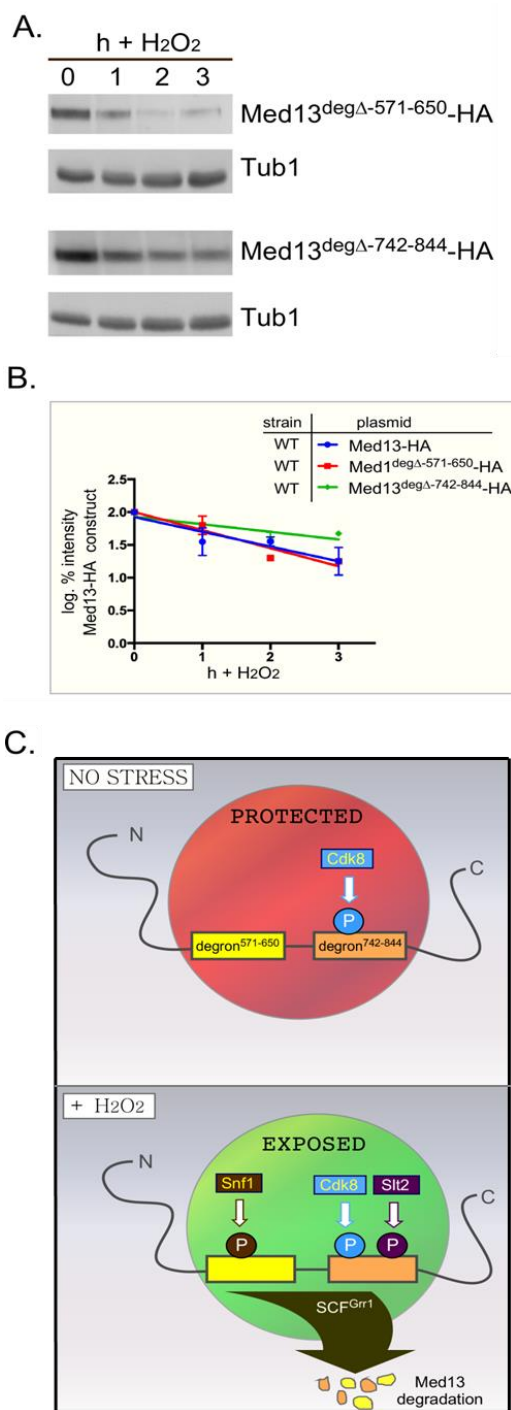 A.
h + H2O2
0 1 2 3
Med13degΔ-571-650-HA
Tub1
Med13degΔ-742-844-HA
Tub1
B.
strain plasmid
WT Med13-HA
WT Med1degΔ-571-650-HA
WT Med13degΔ-742-844-HA
log. % intensity
Med13-HA construct
2.5
2.0
1.5
1.0
0.5
0.0
0 1 2 3
h + H2O2
C.
NO STRESS
PROTECTED
N
Cdk8
C
P
degron571-650
degron742-844
+ H2O2
EXPOSED
N
Snf1 Cdk8 Slt2
C
P P P
SCFGrr1
Med13
degradation